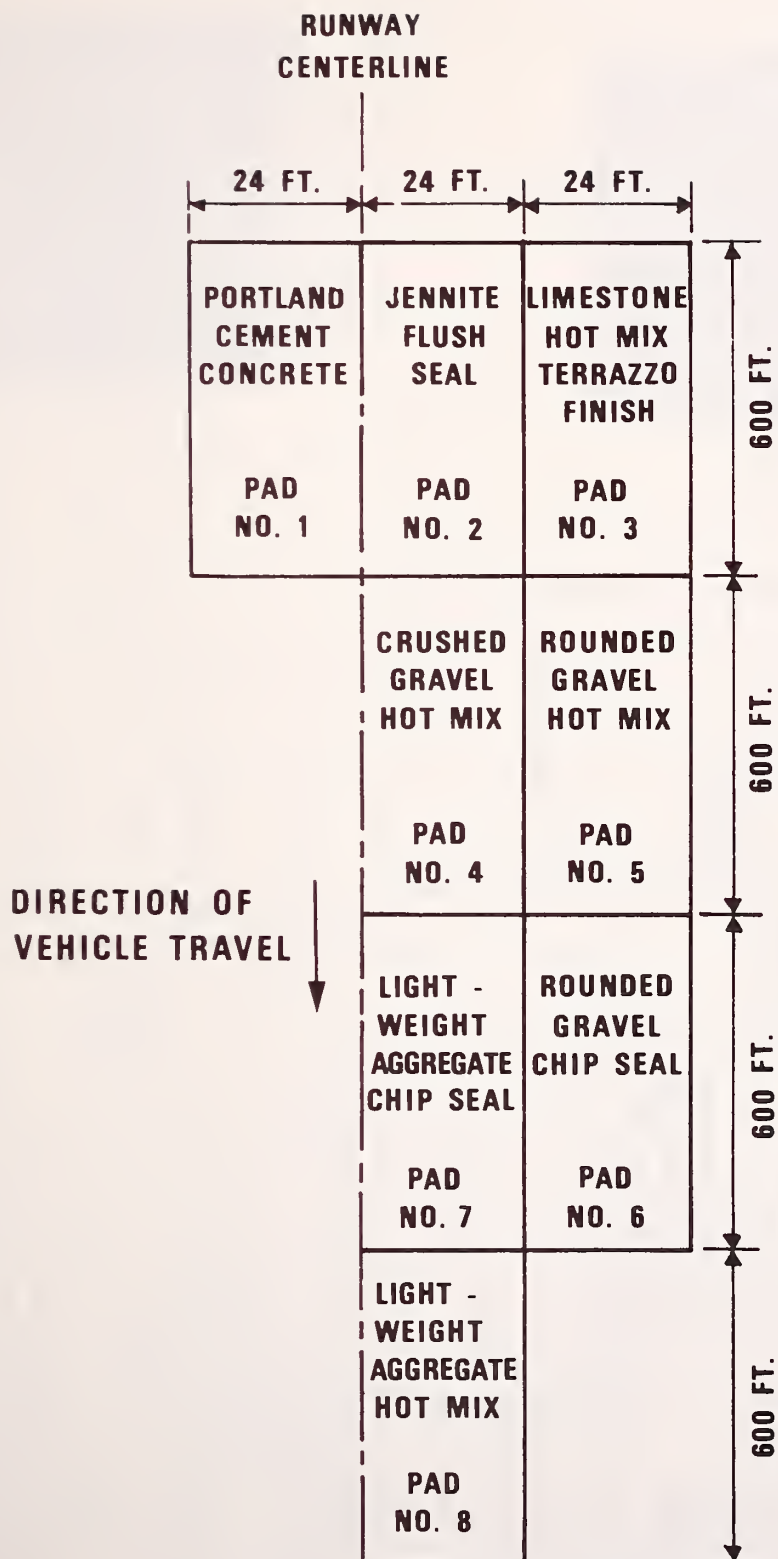 RUNWAY
CENTERLINE
24 FT.
24 FT.
24 FT.
PORTLAND
CEMENT
CONCRETE
PAD
NO. 1
JENNITE
FLUSH
SEAL
PAD
NO. 2
LIMESTONE
HOT MIX
TERRAZZO
FINISH
PAD
NO. 3
600 FT.
CRUSHED
GRAVEL
HOT MIX
PAD
NO. 4
ROUNDED
GRAVEL
HOT MIX
PAD
NO. 5
600 FT.
DIRECTION OF
VEHICLE TRAVEL
LIGHT -
WEIGHT
AGGREGATE
CHIP SEAL
PAD
NO. 7
ROUNDED
GRAVEL
CHIP SEAL
PAD
NO. 6
600 FT.
LIGHT -
WEIGHT
AGGREGATE
HOT MIX
PAD
NO. 8
600 FT.